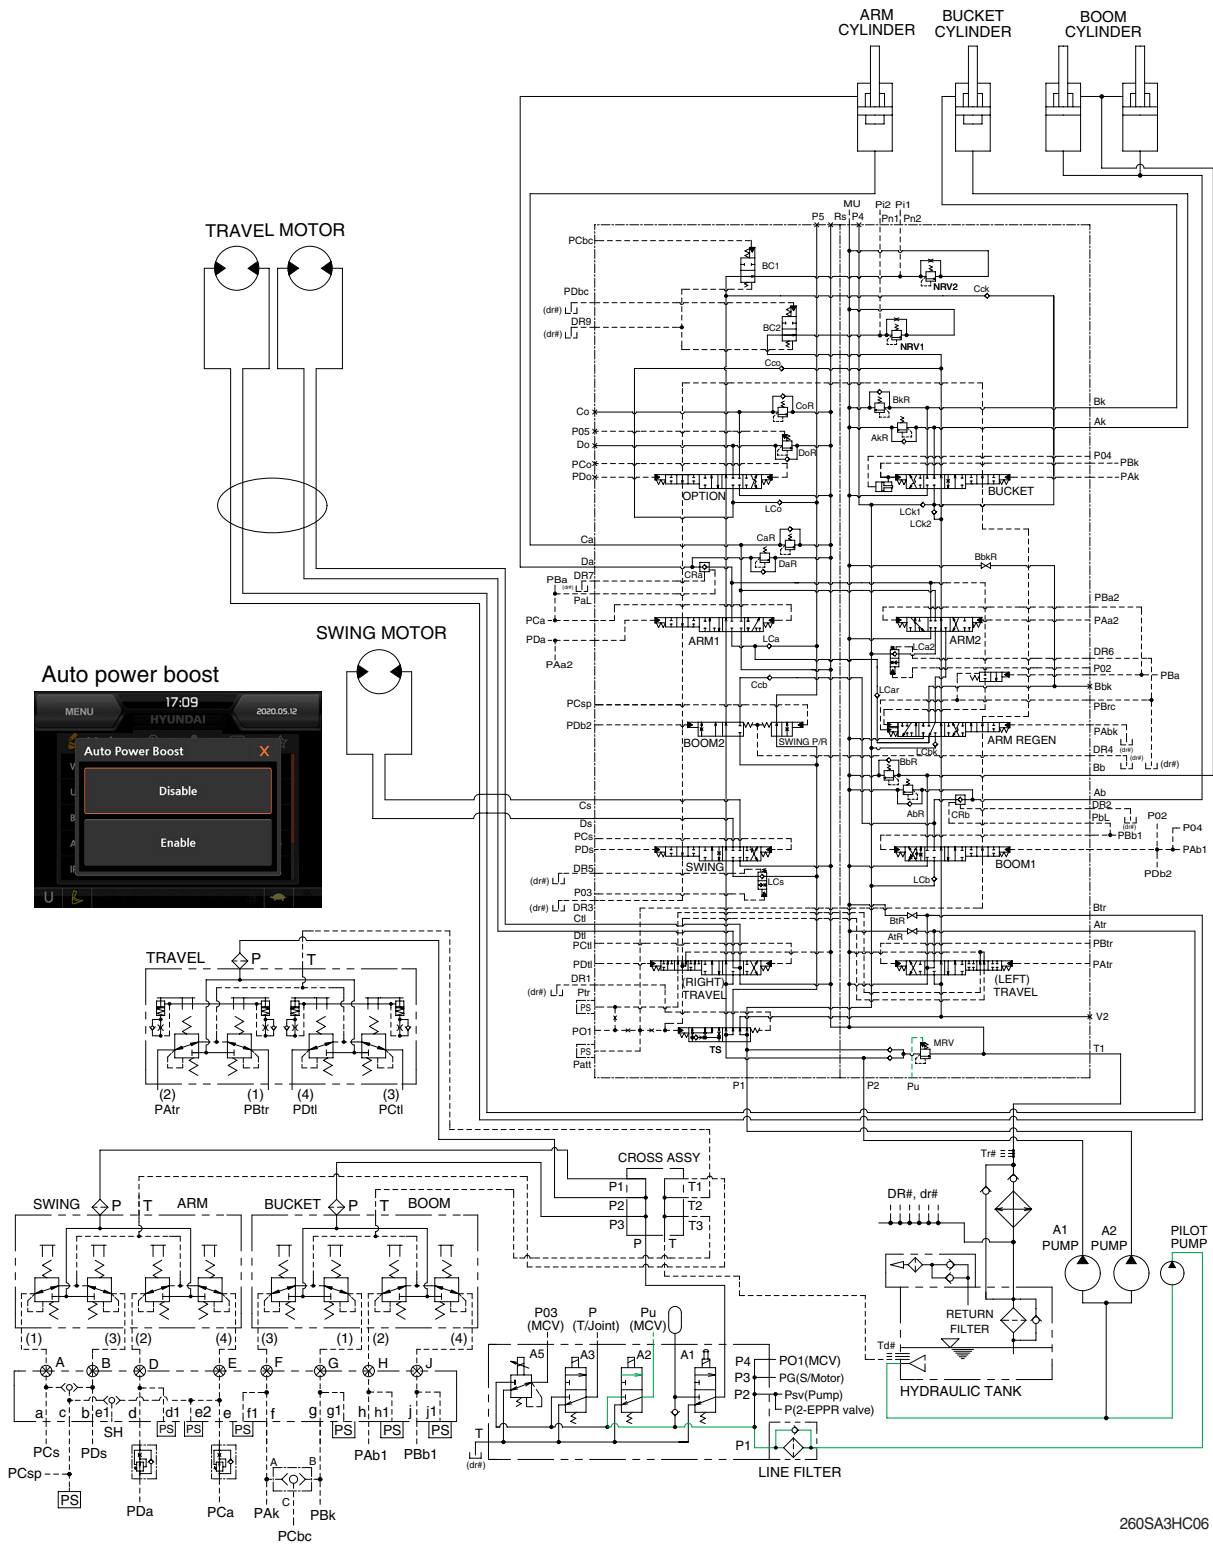 ARM
CYLINDER
BUCKET
CYLINDER
BOOM
CYLINDER
TRAVEL MOTOR
MU
P5 Rs P4
Pi2 Pi1
Pn1 Pn2
PCbc
BC1
NRV2
PDbc
Cck
(dr#)
DR9
(dr#)
BC2
NRV1
Cco
Co
CoR
BkR
Bk
P05
Do
DoR
AkR
Ak
PCo
PDo
OPTION
P04
PBk
PAk
BUCKET
LCo
LCk1
LCk2
Ca
CaR
Da
DaR
CRa
BbkR
PBa
DR7
(dr#)
PaL
PBa2
PCa
PAa2
PDa
ARM1
ARM2
PAa2
LCa
LCa2
DR6
Ccb
P02
PBa
LCar
Bbk
PCsp
PBrc
PDb2
BOOM2
SWING P/R
ARM REGEN
PAbk
LCbk
DR4
(dr#)
(dr#)
(dr#)
BbR
Bb
SWING MOTOR
Auto power boost
MENU
17:09
HYUNDAI
2020.05.12
Auto Power Boost
X
Disable
Enable
U
Cs
Ds
AbR
CRb
Ab
DR2
PbL
(dr#)
PBb1
P02
P04
PAb1
PDb2
PCs
PDs
SWING
BOOM1
DR5
(dr#)
LCs
LCb
P03
DR3
(dr#)
Ctl
Btr
BtR
Atr
Dtl
AtR
PCtl
PBtr
PDtl
PAtr
(RIGHT)
TRAVEL
(LEFT)
TRAVEL
DR1
(dr#)
Ptr
PS
PO1
TS
V2
PS
Patt
MRV
T1
P1
P2
Pu
TRAVEL
P
T
(2)
PAtr
(1)
PBtr
(4)
PDtl
(3)
PCtl
SWING
P
T
ARM
BUCKET
P
T
BOOM
(1)
(3)
(2)
(4)
(3)
(1)
(2)
(4)
A
B
D
E
F
G
H
J
a
c
b
e1
d
d1
e2
e
f1
f
g
g1
h
h1
j
j1
SH
PS
PS
PS
PS
PS
PS
PCs
PDs
PCsp
PS
PDa
PCa
A
B
C
PAk
PBk
PCbc
PAb1
PBb1
CROSS ASSY
P1
T1
P2
T2
P3
T3
P
T
P03
(MCV)
P
(T/Joint)
Pu
(MCV)
A5
A3
A2
A1
P4
PO1(MCV)
P3
PG(S/Motor)
P2
Psv(Pump)
P(2-EPPR valve)
T
(dr#)
P1
LINE FILTER
Tr#
DR#, dr#
A1
PUMP
A2
PUMP
PILOT
PUMP
RETURN
FILTER
Td#
HYDRAULIC TANK
260SA3HC06